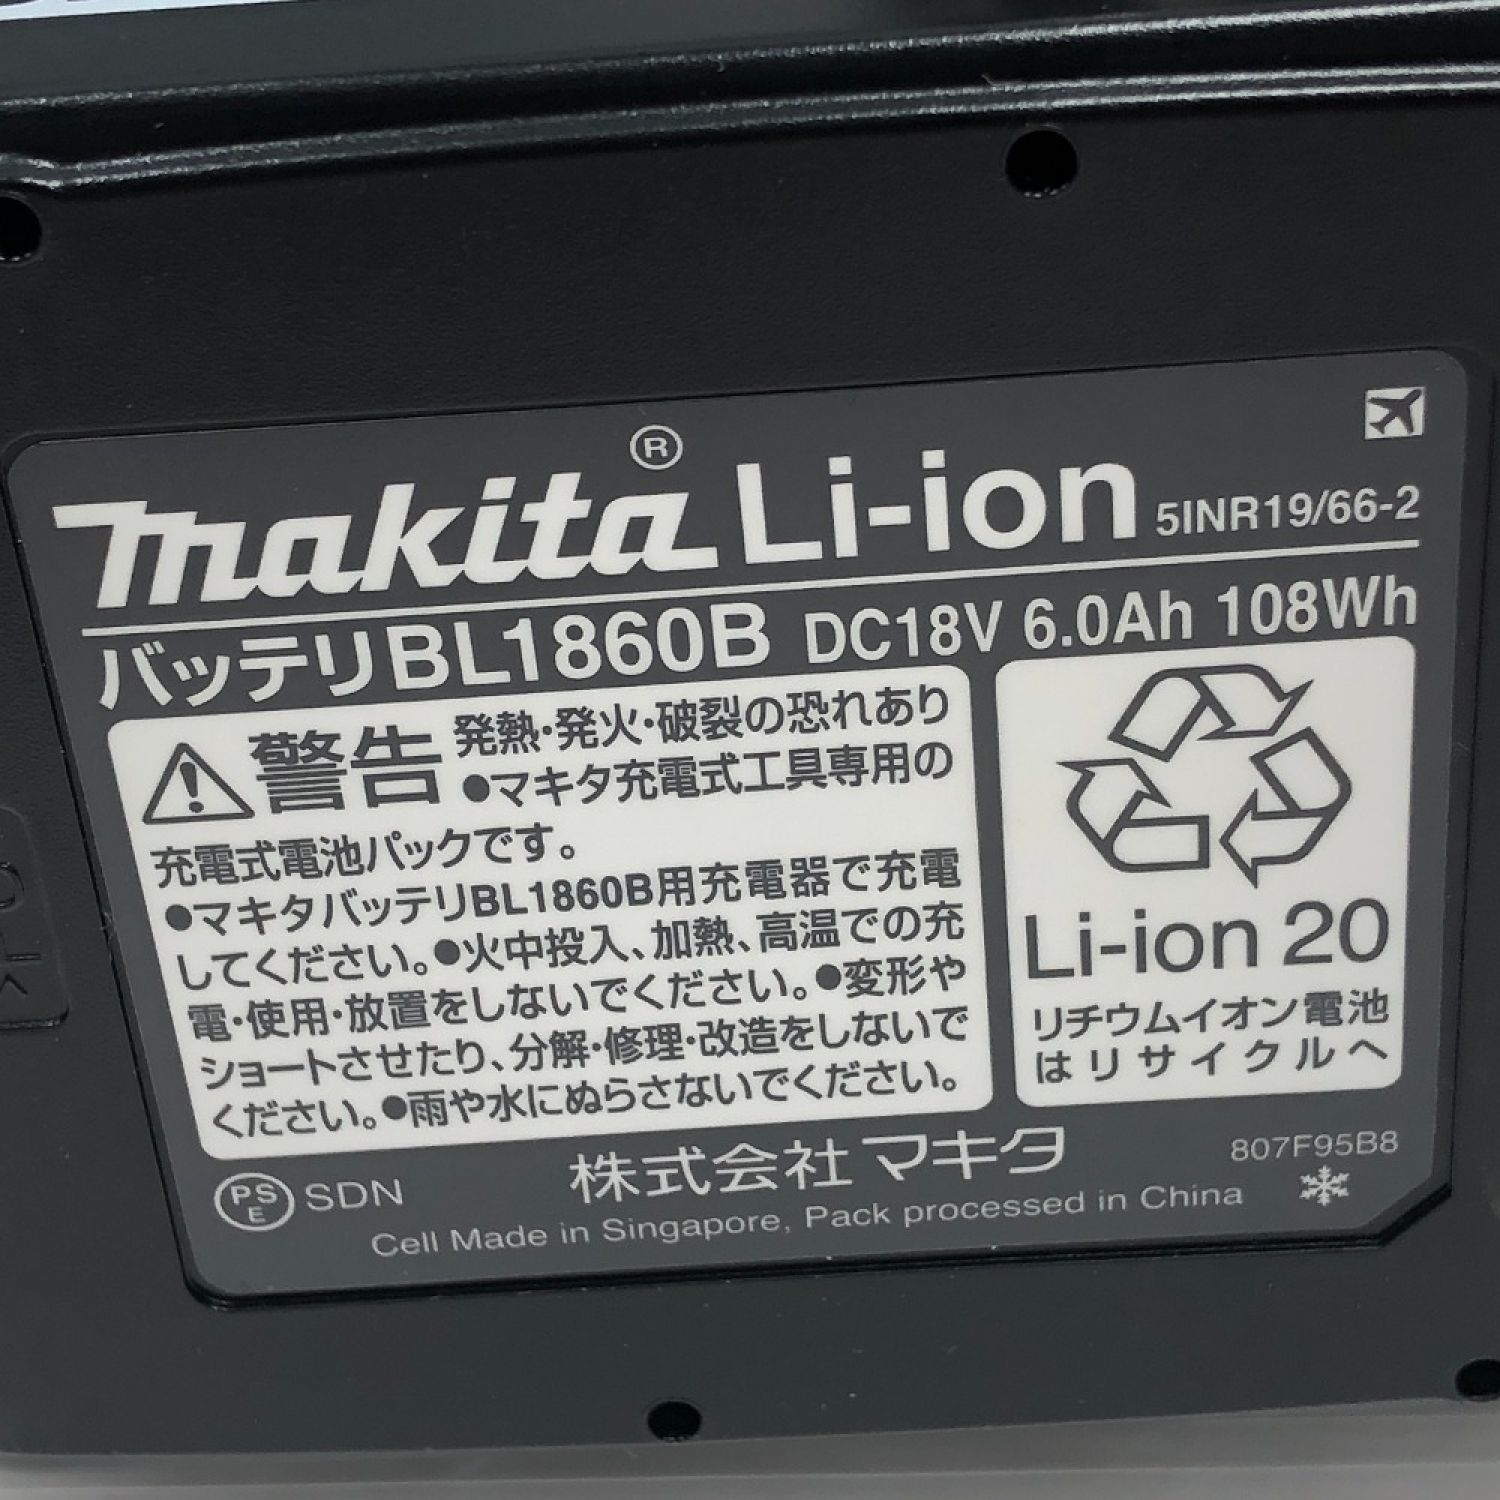 makita® Li-ion 5INR19/66-2
バッテリBL1860B DC18V 6.0Ah 108Wh
警告 発熱・発火・破裂の恐れあり
●マキタ充電式工具専用の
充電式電池パックです。
●マキタバッテリBL1860B用充電器で充電
してください。●火中投入、加熱、高温での充
電・使用・放置をしないでください。●変形や
ショートさせたり、分解・修理・改造をしないで
ください。●雨や水にぬらさないでください。
Li-ion 20
リチウムイオン電池
はリサイクルへ
PSE SDN
株式会社マキタ
807F95B8
Cell Made in Singapore, Pack processed in China